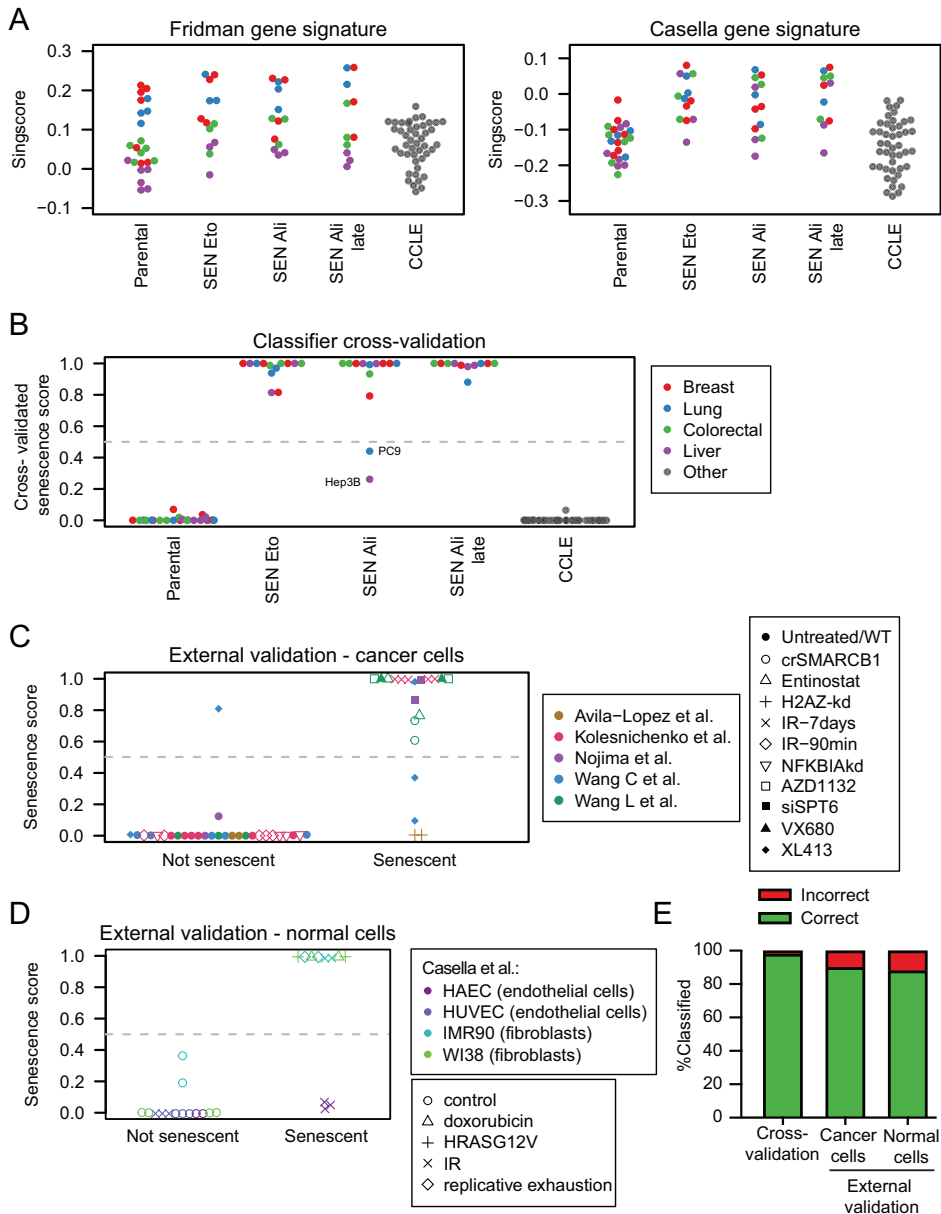 A
Fridman gene signature
Casella gene signature
Singscore
0.3
0.2
0.1
0.0
−0.1
Parental
SEN Eto
SEN Ali
SEN Ali
late
CCLE
Singscore
0.1
0.0
−0.1
−0.2
−0.3
Parental
SEN Eto
SEN Ali
SEN Ali
late
CCLE
B
Classifier cross-validation
Cross- validated
senescence score
1.0
0.8
0.6
0.4
0.2
0.0
PC9
Hep3B
Parental
SEN Eto
SEN Ali
SEN Ali
late
CCLE
Breast
Lung
Colorectal
Liver
Other
C
External validation - cancer cells
Senescence score
1.0
0.8
0.6
0.4
0.2
0.0
Not senescent
Senescent
Avila−Lopez et al.
Kolesnichenko et al.
Nojima et al.
Wang C et al.
Wang L et al.
Untreated/WT
crSMARCB1
Entinostat
H2AZ-kd
IR−7days
IR−90min
NFKBIAkd
AZD1132
siSPT6
VX680
XL413
D
External validation - normal cells
Senescence score
1.0
0.8
0.6
0.4
0.2
0.0
Not senescent
Senescent
Casella et al.:
HAEC (endothelial cells)
HUVEC (endothelial cells)
IMR90 (fibroblasts)
WI38 (fibroblasts)
control
doxorubicin
HRASG12V
IR
replicative exhaustion
E
Incorrect
Correct
%Classified
100
80
60
40
20
0
Cross-
validation
Cancer
cells
Normal
cells
External
validation